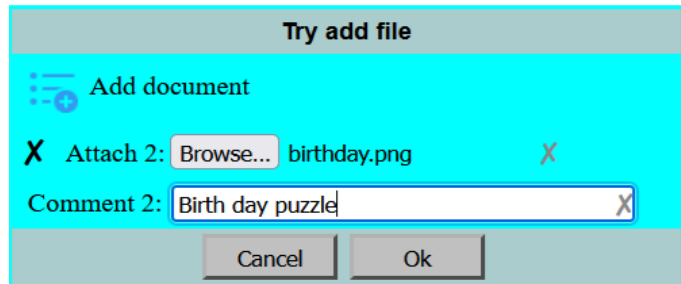 Try add file
Add document
✗ Attach 2: Browse... birthday.png ✗
Comment 2: Birth day puzzle ✗
Cancel Ok